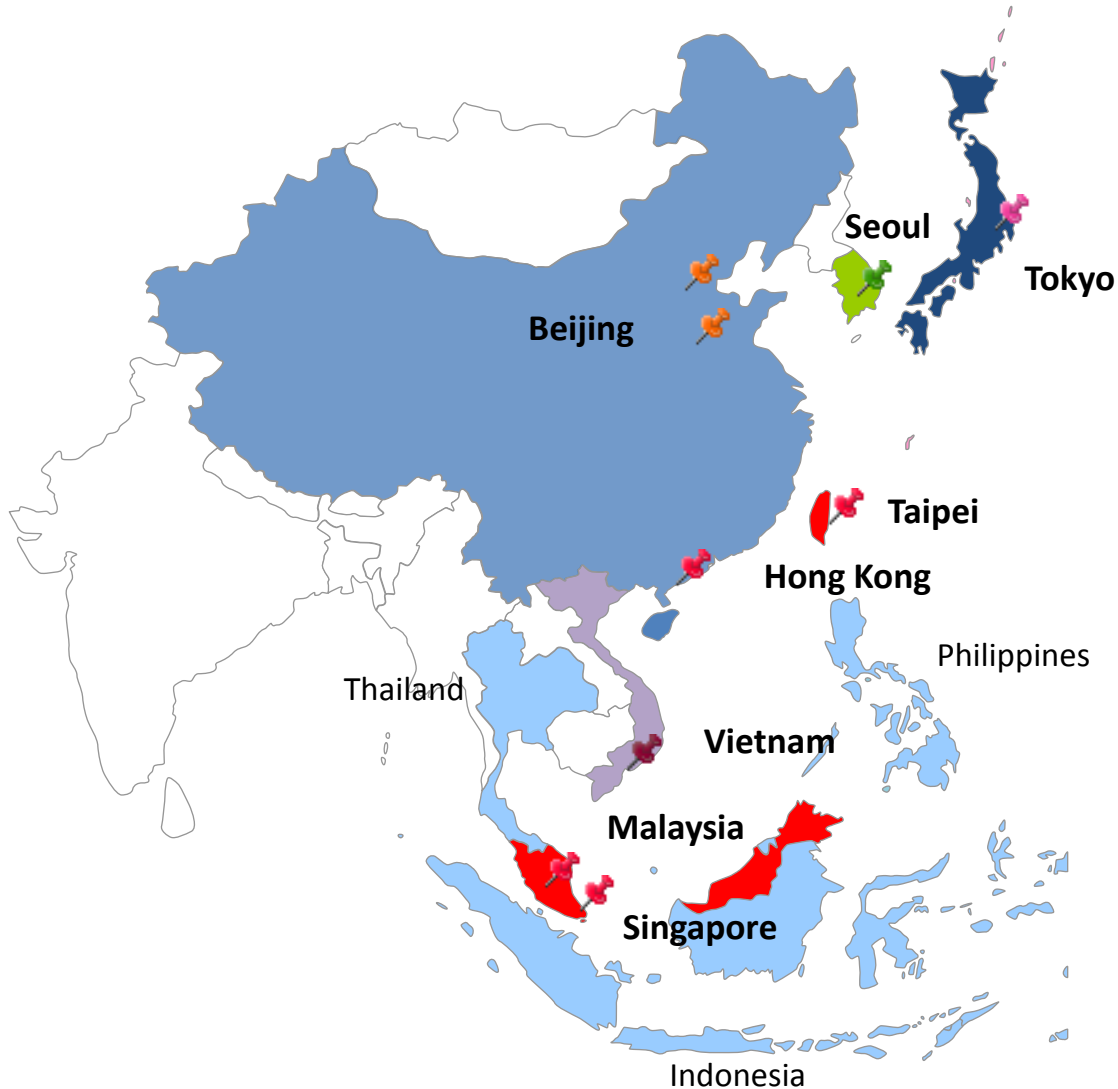 Seoul
Tokyo
Beijing
Taipei
Hong Kong
Philippines
Thailand
Vietnam
Malaysia
Singapore
Indonesia